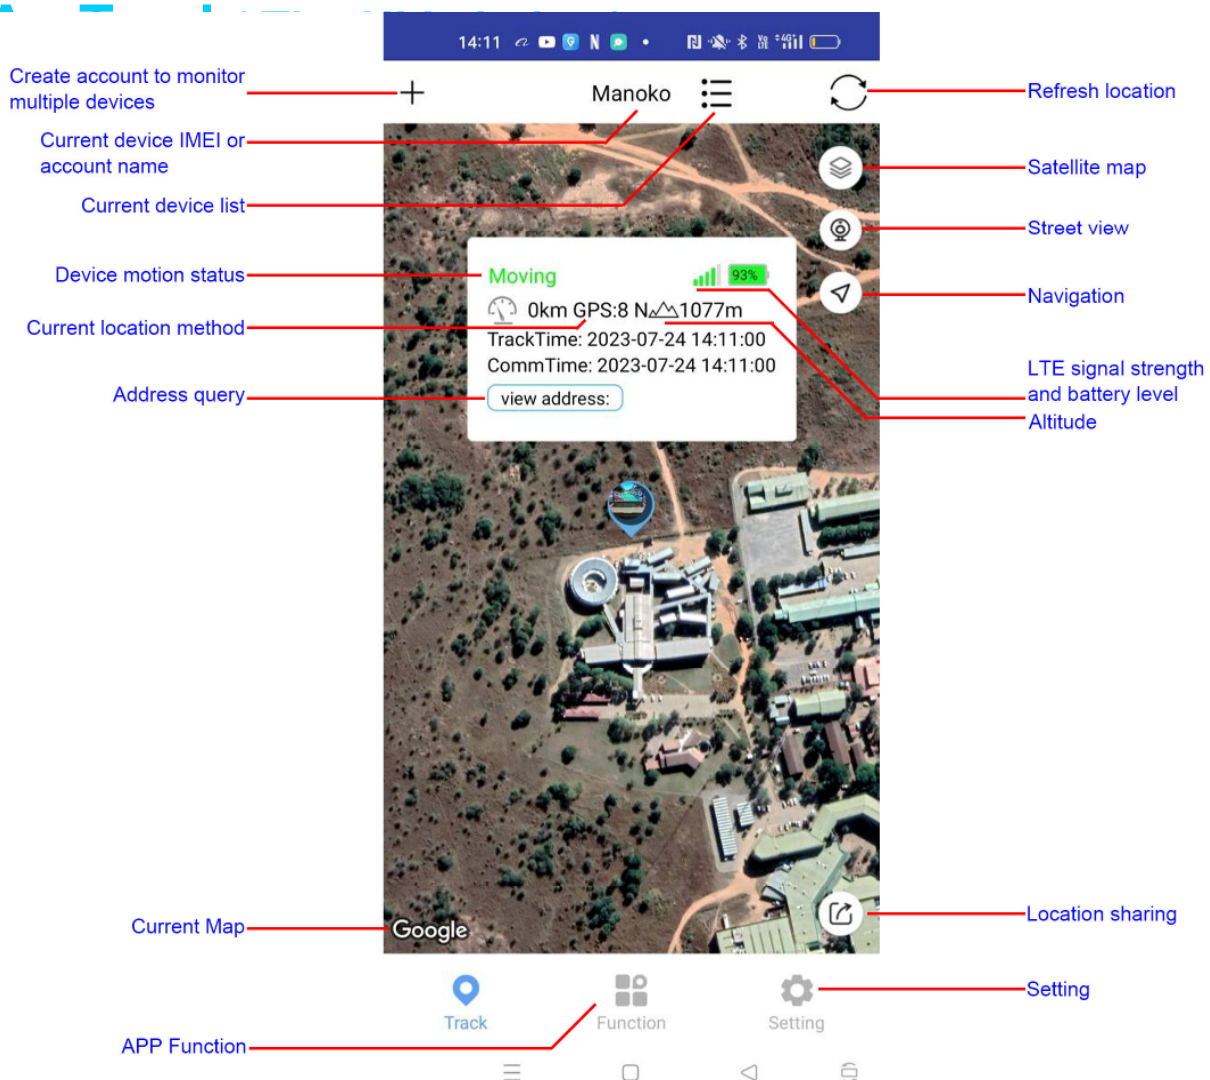 14:11
Create account to monitor
multiple devices
Manoko
Refresh location
Current device IMEI or
account name
Satellite map
Current device list
Street view
Device motion status
Moving
93%
Navigation
Current location method
0km GPS:8 N 1077m
TrackTime: 2023-07-24 14:11:00
CommTime: 2023-07-24 14:11:00
LTE signal strength
and battery level
Address query
view address:
Altitude
Current Map
Google
Location sharing
Setting
Track
Function
Setting
APP Function